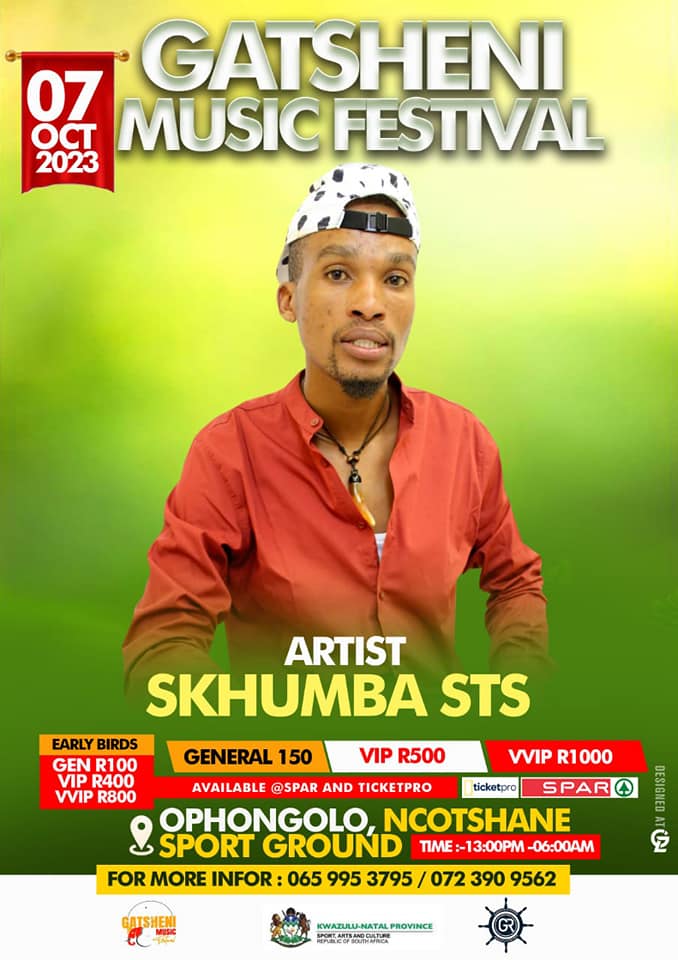 07
OCT
2023
GATSHENI
MUSIC FESTIVAL
ARTIST
SKHUMBA STS
EARLY BIRDS
GEN R100
VIP R400
VVIP R800
GENERAL 150
VIP R500
VVIP R1000
AVAILABLE @SPAR AND TICKETPRO
ticketpro
SPAR
OPHONGOLO, NCOTSHANE
SPORT GROUND
TIME :-13:00PM -06:00AM
FOR MORE INFOR : 065 995 3795 / 072 390 9562
DESIGNED AT
GATSHENI
MUSIC
KWAZULU-NATAL PROVINCE
SPORT, ARTS AND CULTURE
REPUBLIC OF SOUTH AFRICA
GR